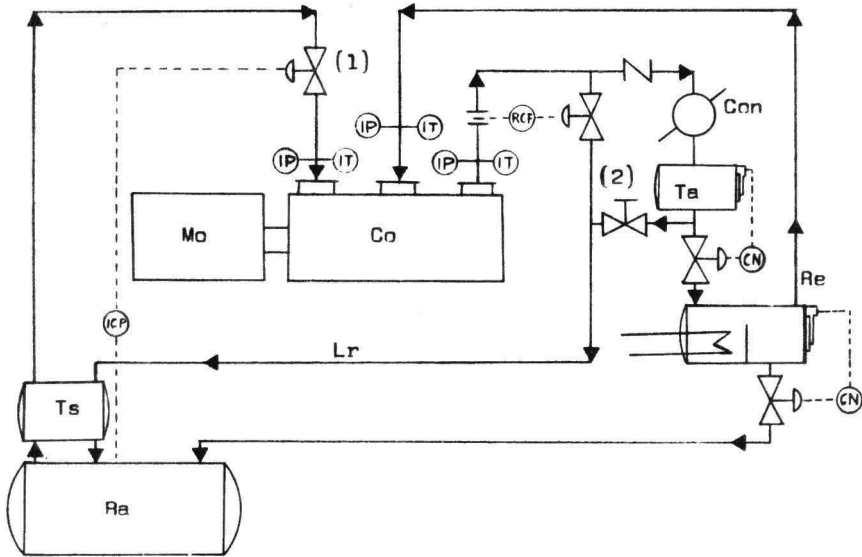 (1)
IP
IT
RCF
Con
IP
IT
IP
IT
(2)
Ta
Mo
Co
CN
Re
ICP
Lr
Ts
CN
Ra